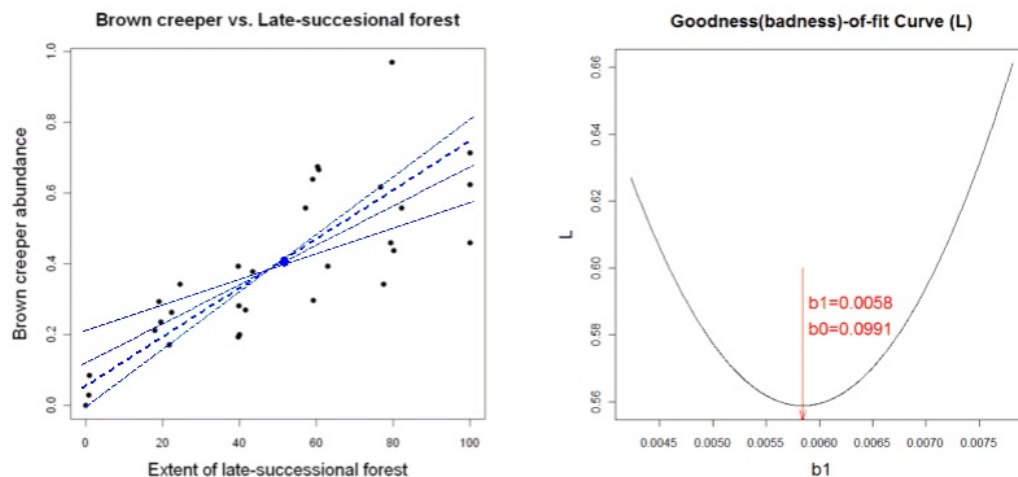 Brown creeper vs. Late-succesional forest
Brown creeper abundance
1.0
0.8
0.6
0.4
0.2
0.0
0 20 40 60 80 100
Extent of late-successional forest
Goodness(badness)-of-fit Curve (L)
L
0.66
0.64
0.62
0.60
0.58
0.56
b1=0.0058
b0=0.0991
0.0045 0.0050 0.0055 0.0060 0.0065 0.0070 0.0075
b1